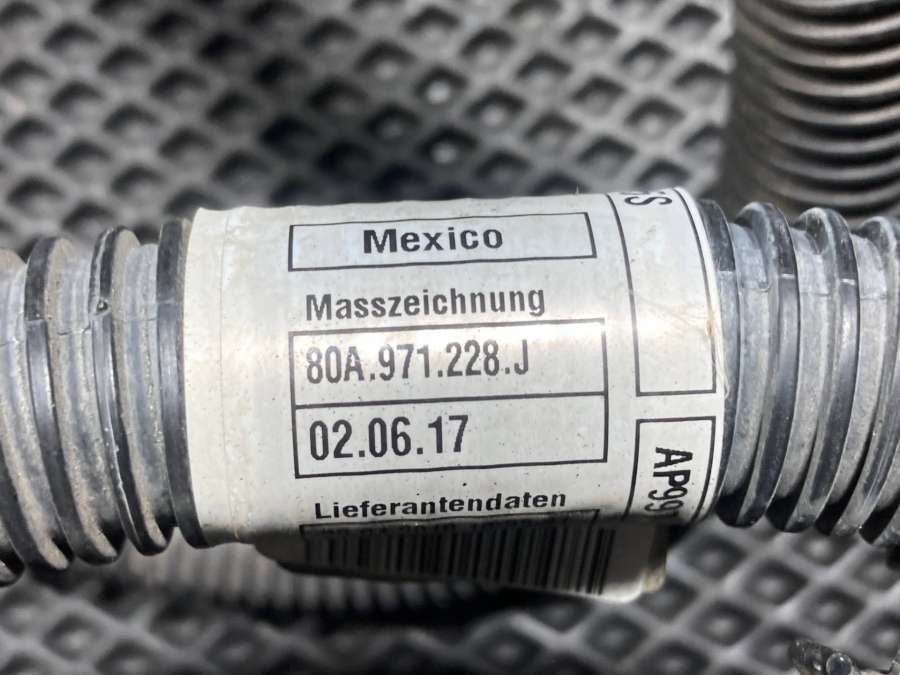 Mexico
Masszeichnung
80A.971.228.J
02.06.17
Lieferantendaten